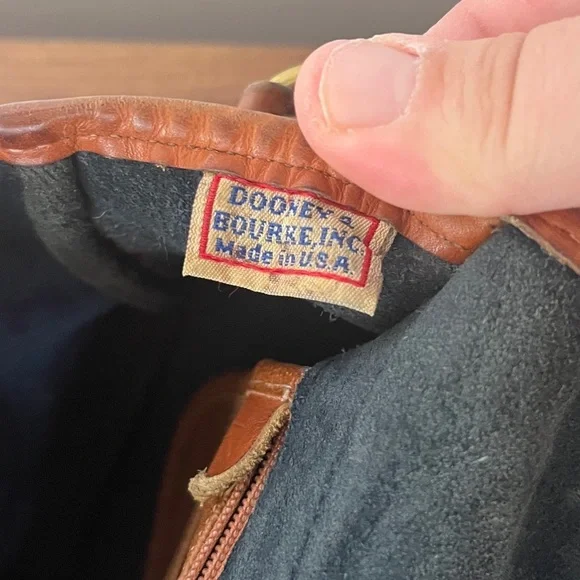 DOONEY &
BOURKE, INC.
Made in U.S.A.